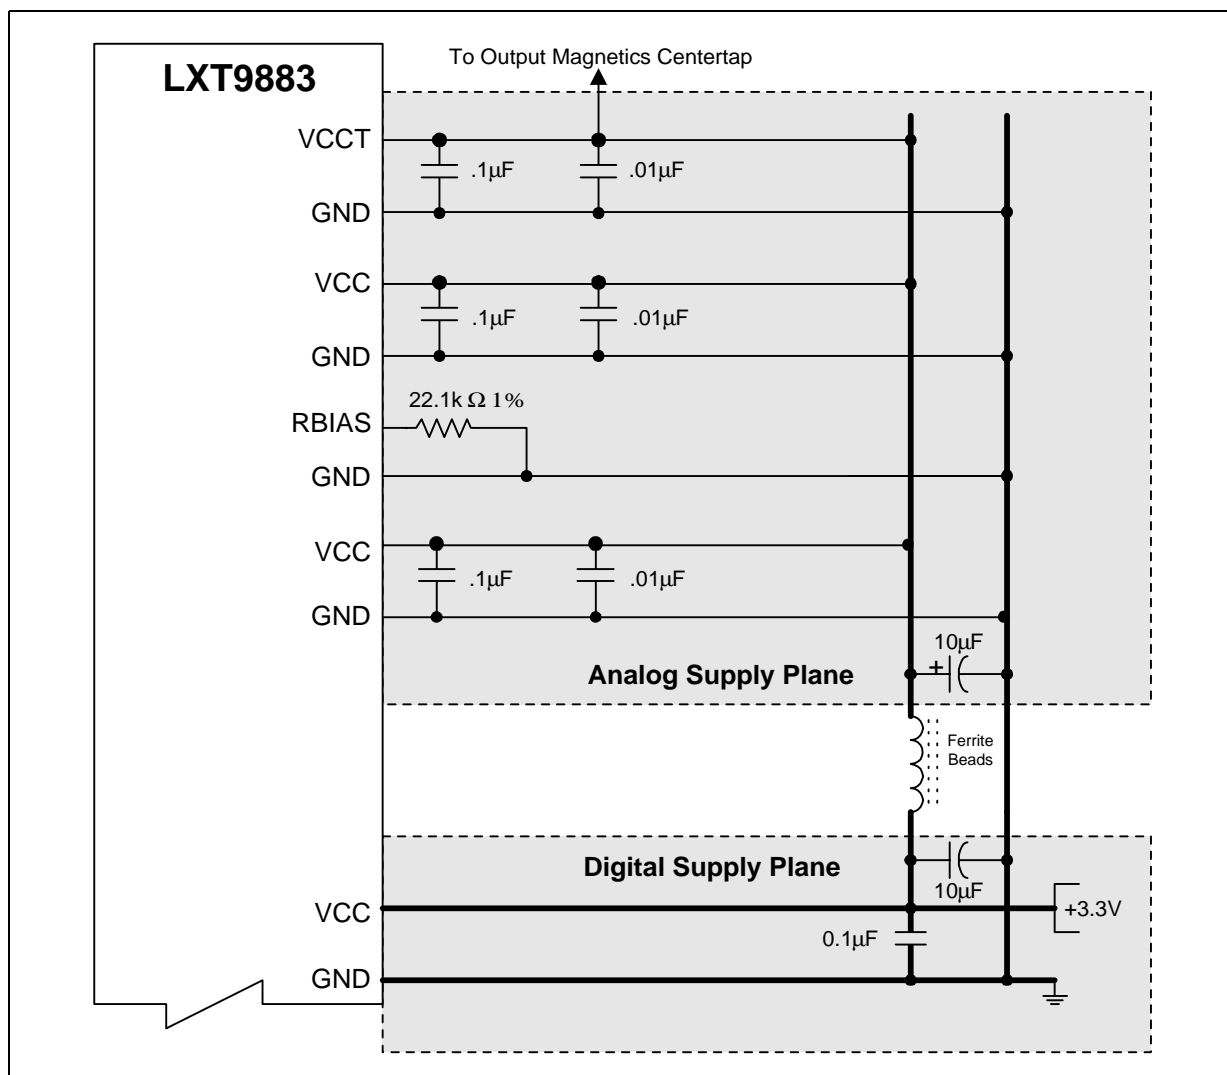 To Output Magnetics Centertap
LXT9883
VCCT
.1µF
.01µF
GND
VCC
.1µF
.01µF
GND
22.1k Ω 1%
RBIAS
GND
VCC
.1µF
.01µF
GND
10µF
+
Analog Supply Plane
Ferrite
Beads
Digital Supply Plane
10µF
VCC
+3.3V
0.1µF
GND